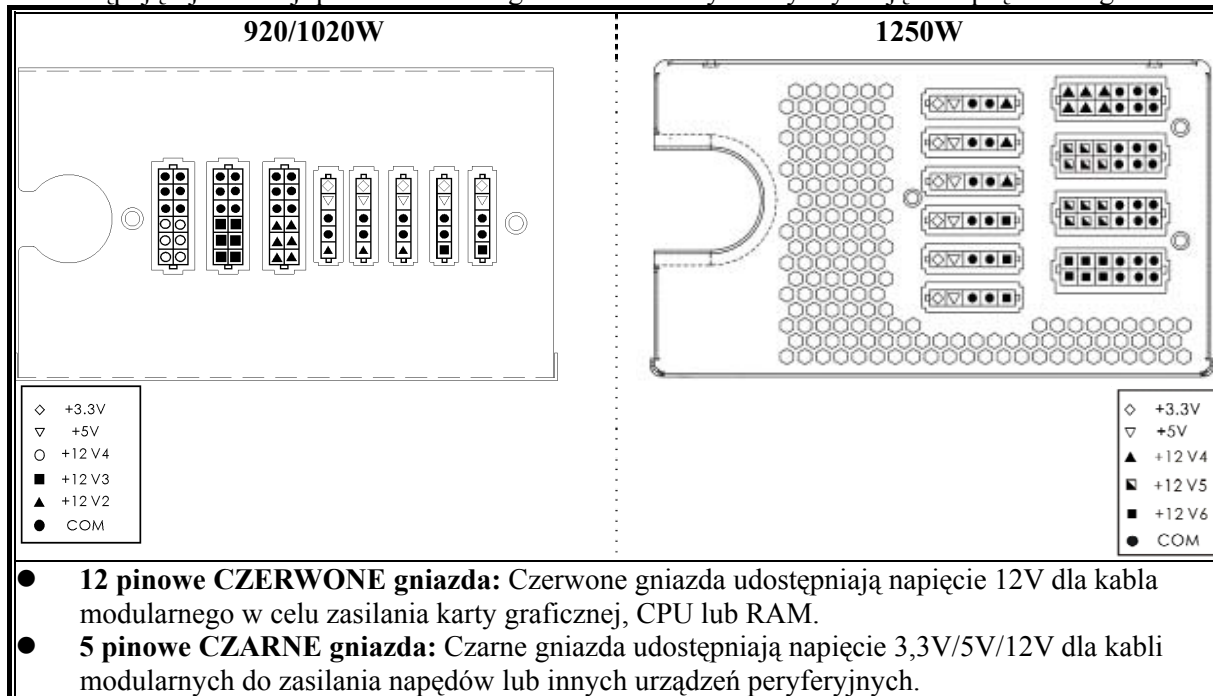 920/1020W
1250W
+3.3V
+5V
+12 V4
+12 V3
+12 V2
COM
+3.3V
+5V
+12 V4
+12 V5
+12 V6
COM
● 12 pinowe CZERWONE gniazda: Czerwone gniazda udostępniają napięcie 12V dla kabla
modularnego w celu zasilania karty graficznej, CPU lub RAM.
● 5 pinowe CZARNE gniazda: Czarne gniazda udostępniają napięcie 3,3V/5V/12V dla kabli
modularnych do zasilania napędów lub innych urządzeń peryferyjnych.